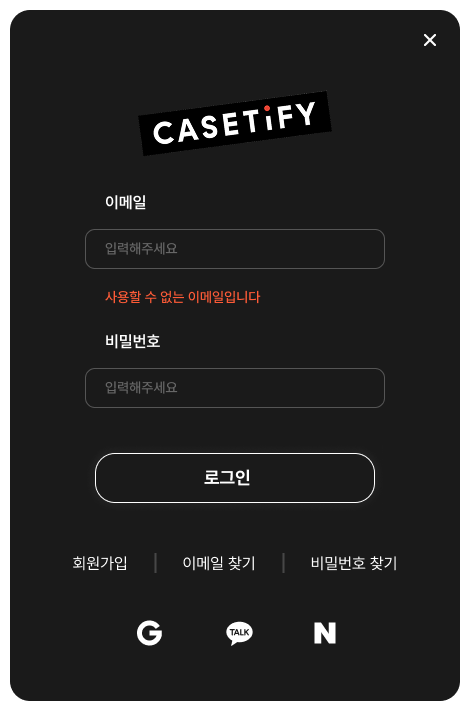 CASETiFY
이메일
입력해주세요
사용할 수 없는 이메일입니다
비밀번호
입력해주세요
로그인
회원가입 | 이메일 찾기 | 비밀번호 찾기
G TALK N